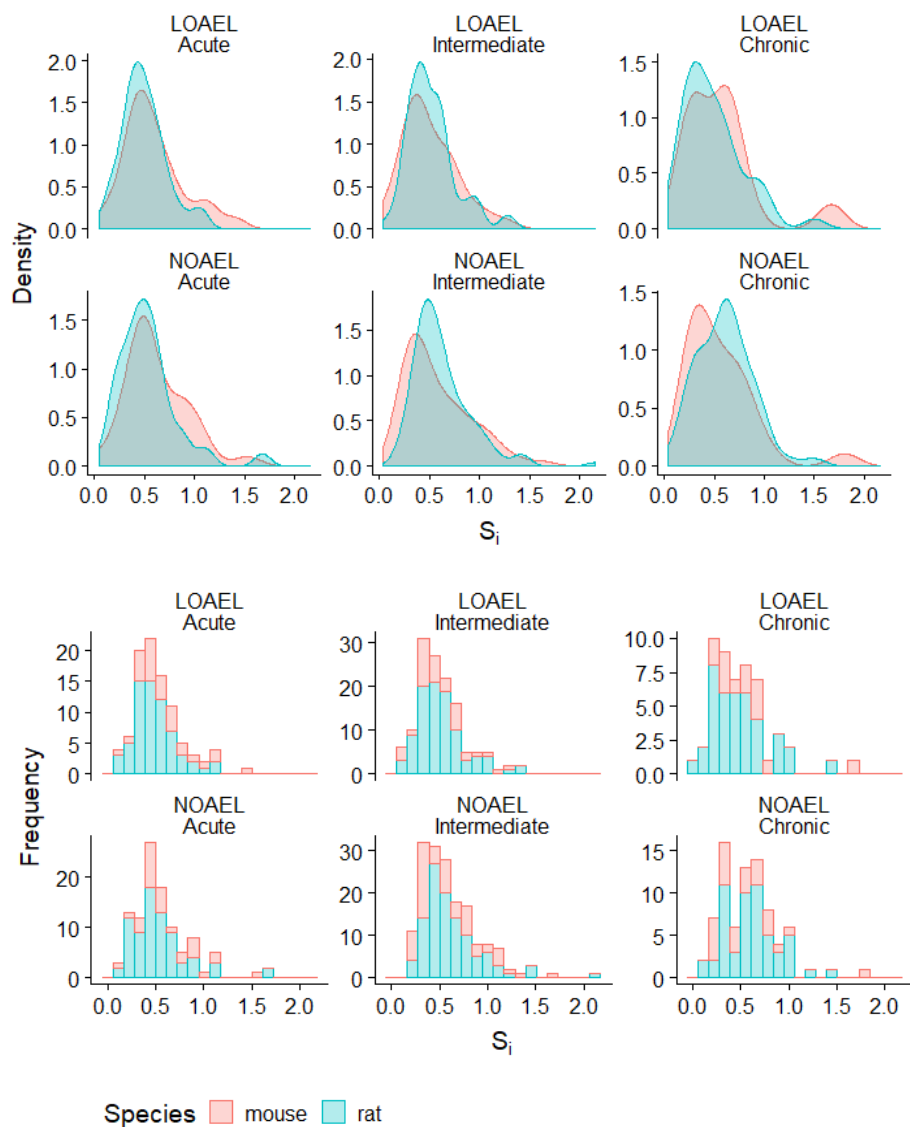 LOAEL LOAEL LOAEL
Acute Intermediate Chronic
2.0 2.0 1.5
1.5 1.5 1.0
1.0 1.0 0.5
0.5 0.5
0.0 0.0 0.0
Density
NOAEL NOAEL NOAEL
Acute Intermediate Chronic
1.5 1.5 1.5
1.0 1.0 1.0
0.5 0.5 0.5
0.0 0.0 0.0
0.0 0.5 1.0 1.5 2.0 0.0 0.5 1.0 1.5 2.0 0.0 0.5 1.0 1.5 2.0
Si
LOAEL LOAEL LOAEL
Acute Intermediate Chronic
20 30 10.0
15 20 7.5
10 10 5.0
5 2.5
0 0 0.0
Frequency
NOAEL NOAEL NOAEL
Acute Intermediate Chronic
20 30 15
10 20 10
10 5
0 0 0
0.0 0.5 1.0 1.5 2.0 0.0 0.5 1.0 1.5 2.0 0.0 0.5 1.0 1.5 2.0
Si
Species mouse rat